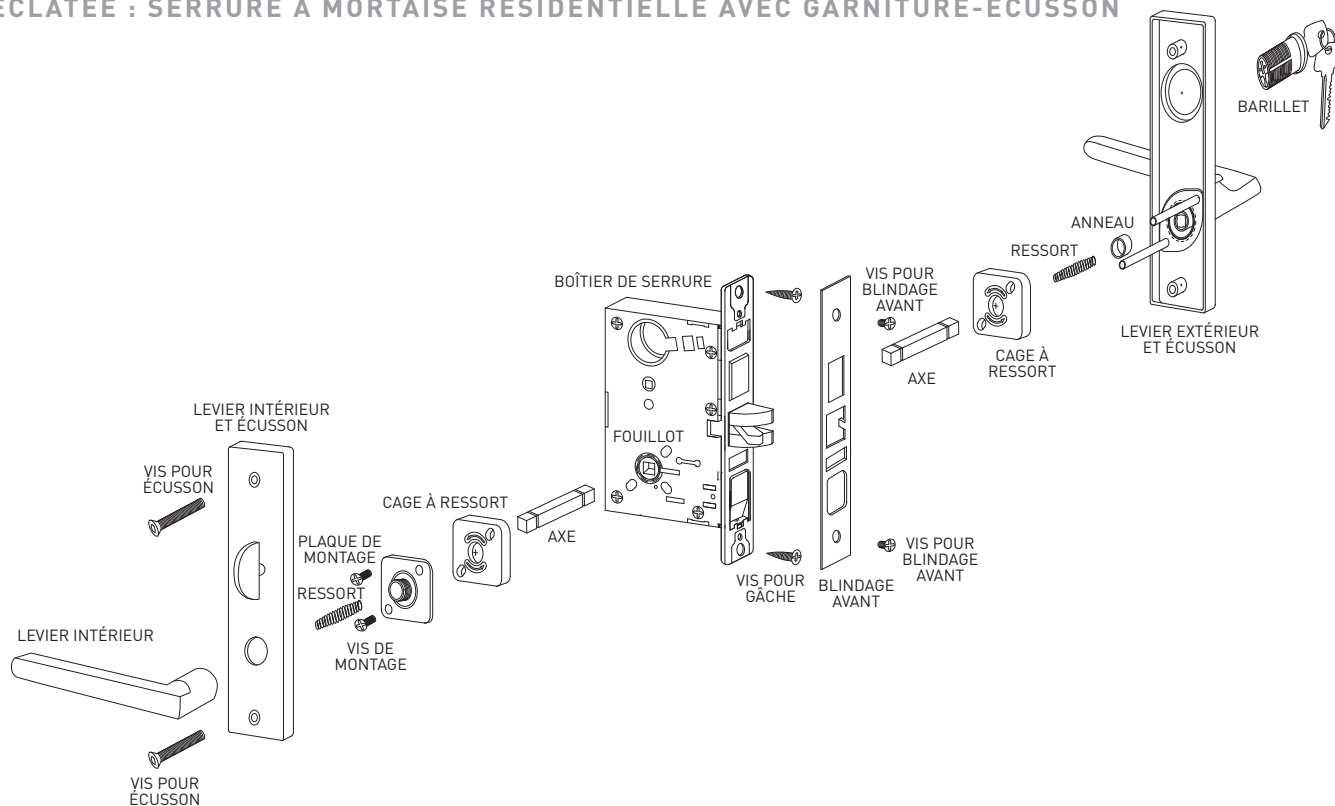 ÉCLATÉE : SERRURE À MORTAISE RÉSIDENTIELLE AVEC GARNITURE-ÉCUSSON
BARILLET
ANNEAU
RESSORT
LEVIER EXTÉRIEUR
ET ÉCUSSON
CAGE À
RESSORT
VIS POUR
BLINDAGE
AVANT
AXE
BOÎTIER DE SERRURE
FOUILLOT
VIS POUR
BLINDAGE
AVANT
BLINDAGE
AVANT
VIS POUR
GÂCHE
AXE
CAGE À RESSORT
PLAQUE DE
MONTAGE
RESSORT
VIS DE
MONTAGE
LEVIER INTÉRIEUR
ET ÉCUSSON
VIS POUR
ÉCUSSON
LEVIER INTÉRIEUR
VIS POUR
ÉCUSSON